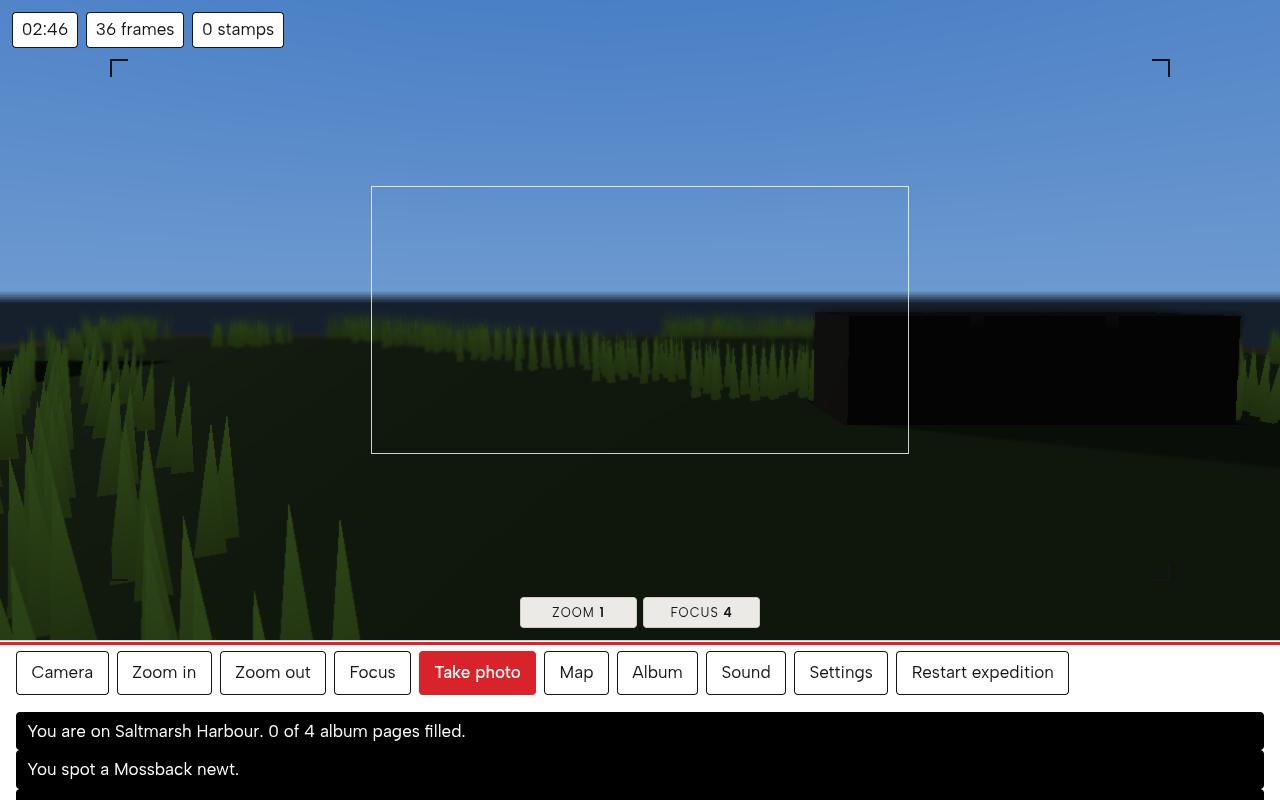 02:46 36 frames 0 stamps
ZOOM 1 FOCUS 4
Camera Zoom in Zoom out Focus Take photo Map Album Sound Settings Restart expedition
You are on Saltmarsh Harbour. 0 of 4 album pages filled.
You spot a Mossback newt.